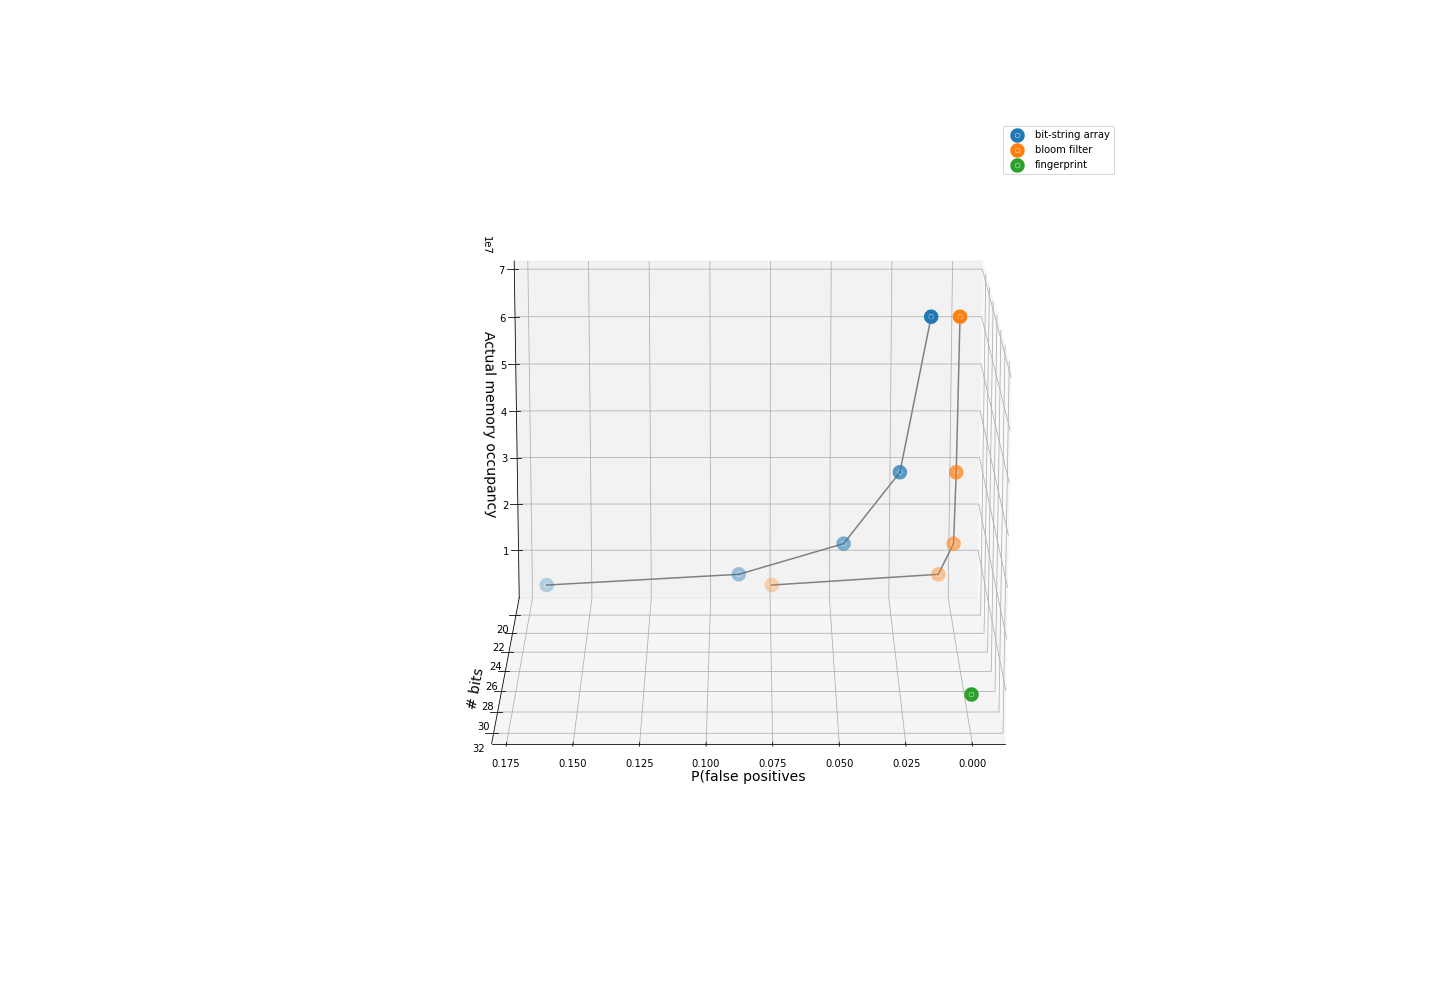 bit-string array
bloom filter
fingerprint
1e7
7
6
5
4
3
2
1
Actual memory occupancy
20
22
24
26
28
30
32
# bits
0.175 0.150 0.125 0.100 0.075 0.050 0.025 0.000
P(false positives